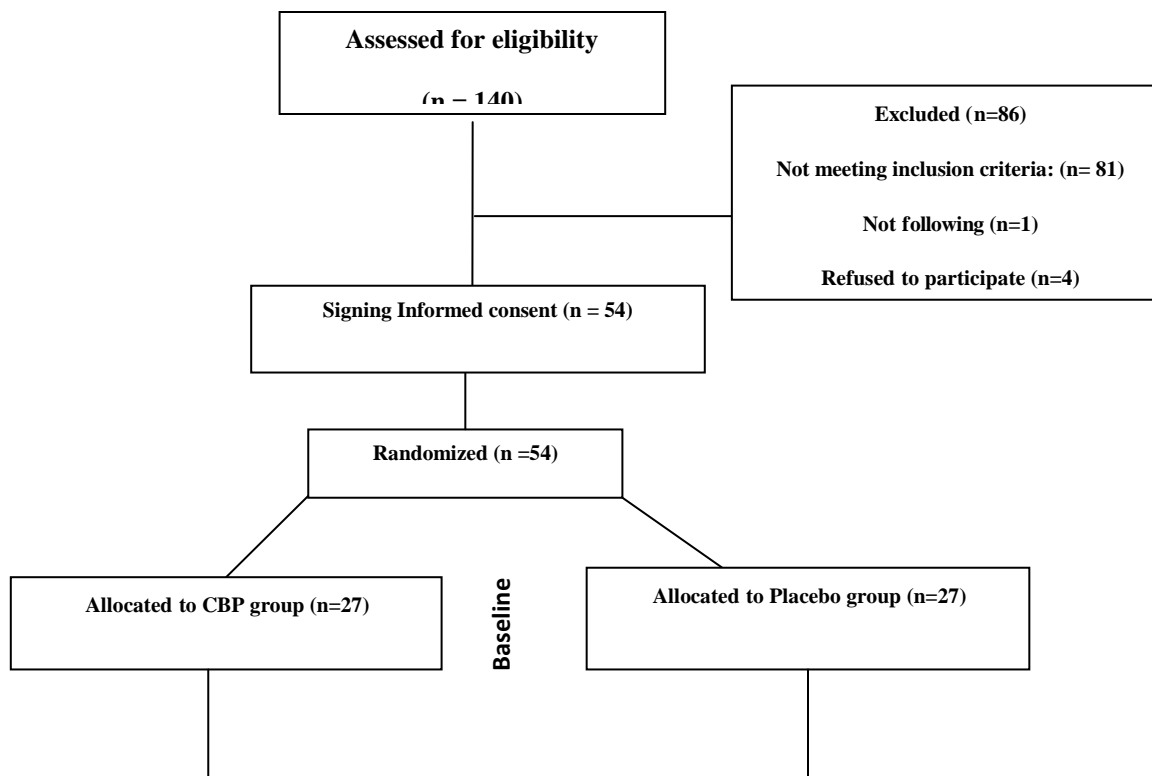 Assessed for eligibility
(n = 140)
Excluded (n=86)
Not meeting inclusion criteria: (n= 81)
Not following (n=1)
Refused to participate (n=4)
Signing Informed consent (n = 54)
Randomized (n =54)
Allocated to CBP group (n=27)
Baseline
Allocated to Placebo group (n=27)